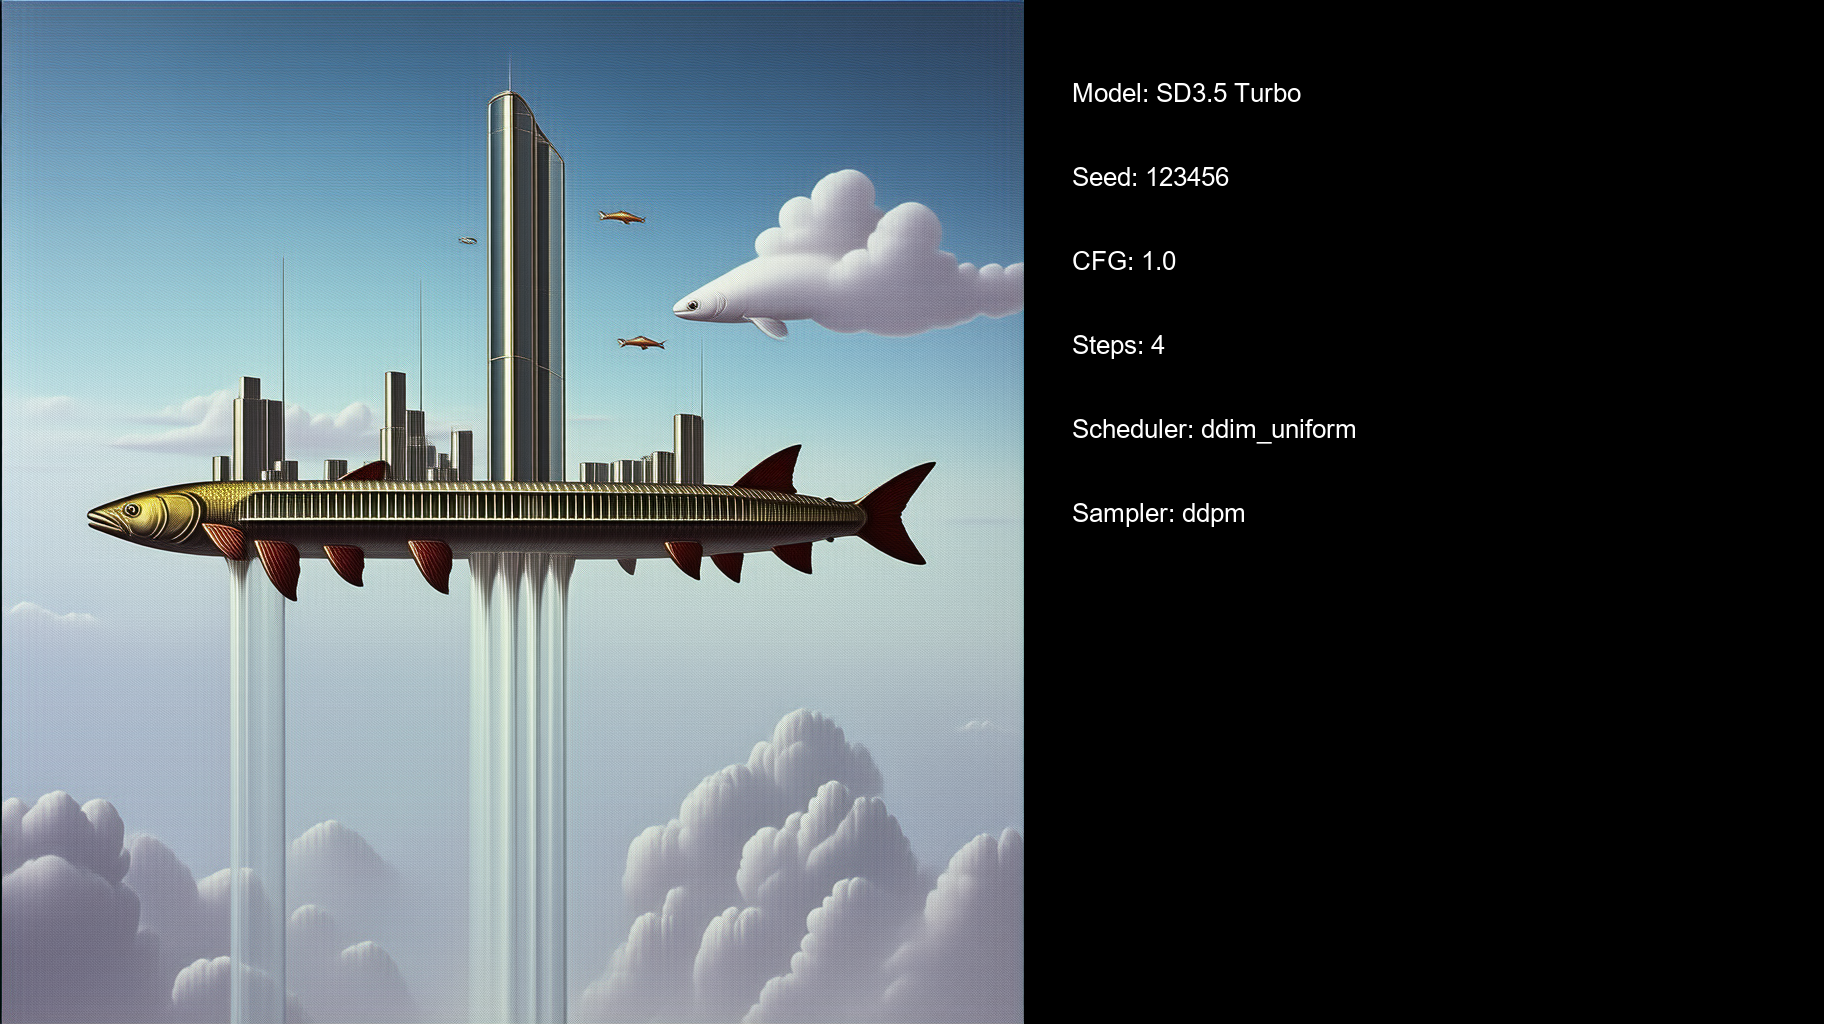 Model: SD3.5 Turbo
Seed: 123456
CFG: 1.0
Steps: 4
Scheduler: ddim_uniform
Sampler: ddpm